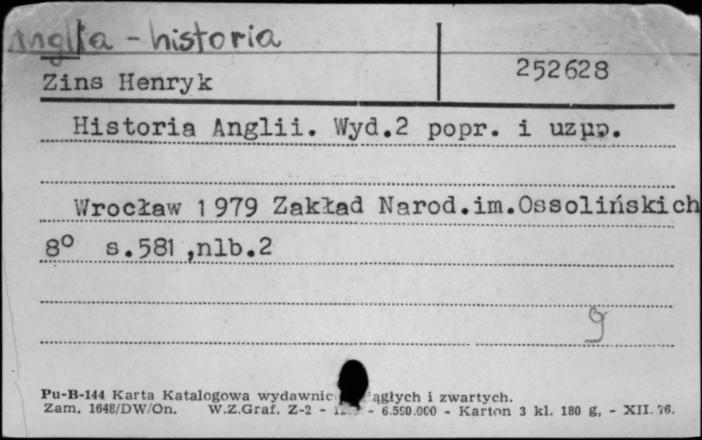 Anglia - historia
Zins Henryk
252628
Historia Anglii. Wyd.2 popr. i uzup.
Wrocław 1979 Zakład Narod.im.Ossolińskich
8° s.581,nlb.2
g
Pu-B-144 Karta Katalogowa wydawnic ągłych i zwartych.
Zam. 1648/DW/On. W.Z.Graf. Z-2 - - 6.550.000 - Karton 3 kl. 180 g, - XII. 76.